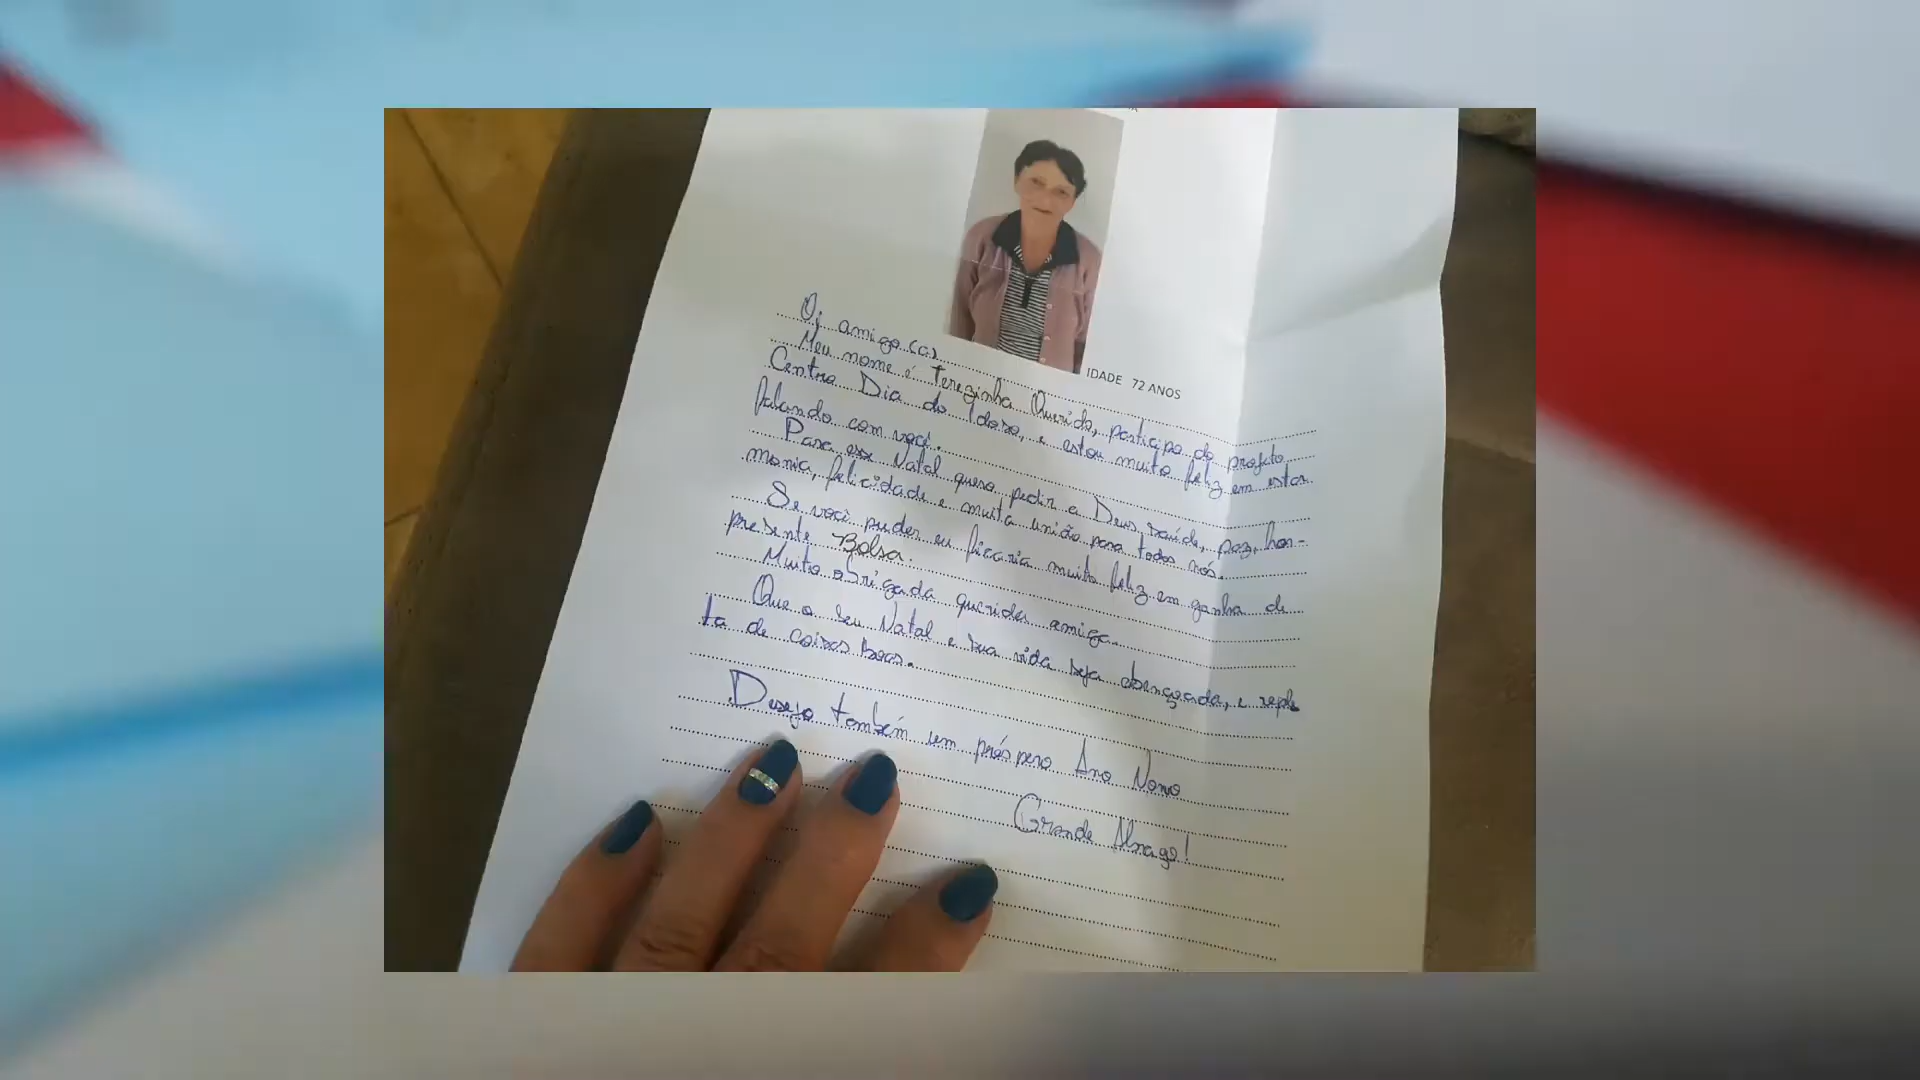 IDADE 72 ANOS
Oi amigo(a)
Meu nome é Terezinha Querido, participo do projeto
Centro Dia do Idoso, e estou muito feliz em estar
falando com você.
Para esse Natal quero pedir a Deus, saúde, paz, har-
monia, felicidade e muita união para todos nós.
Se você puder eu ficaria muito feliz em ganha de
presente Bolsa.
Muito obrigada querida amiga.
Que o seu Natal e sua vida seja abençoada, e reple
ta de coisas boas.
Desejo também um próspero Ano Novo
Grande Abraço!